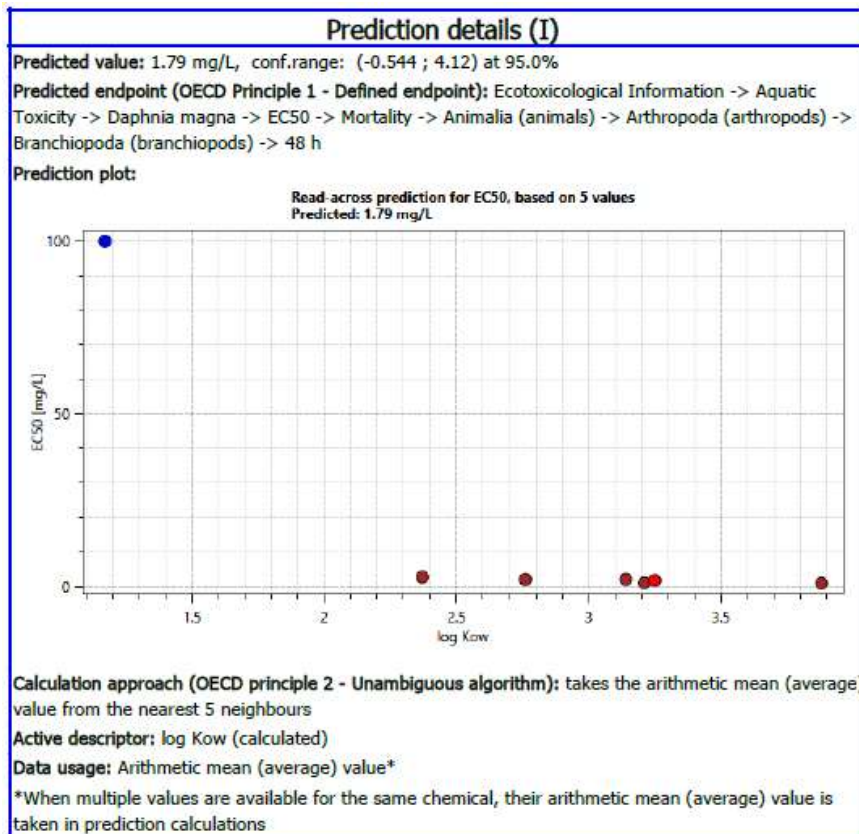 Prediction details (I)
Predicted value: 1.79 mg/L, conf.range: (-0.544 ; 4.12) at 95.0%
Predicted endpoint (OECD Principle 1 - Defined endpoint): Ecotoxicological Information -> Aquatic
Toxicity -> Daphnia magna -> EC50 -> Mortality -> Animalia (animals) -> Arthropoda (arthropods) ->
Branchiopoda (branchiopods) -> 48 h
Prediction plot:
Read-across prediction for EC50, based on 5 values
Predicted: 1.79 mg/L
100
50
0
EC50 [mg/L]
1.5 2 2.5 3 3.5
log Kow
Calculation approach (OECD principle 2 - Unambiguous algorithm): takes the arithmetic mean (average)
value from the nearest 5 neighbours
Active descriptor: log Kow (calculated)
Data usage: Arithmetic mean (average) value*
*When multiple values are available for the same chemical, their arithmetic mean (average) value is
taken in prediction calculations